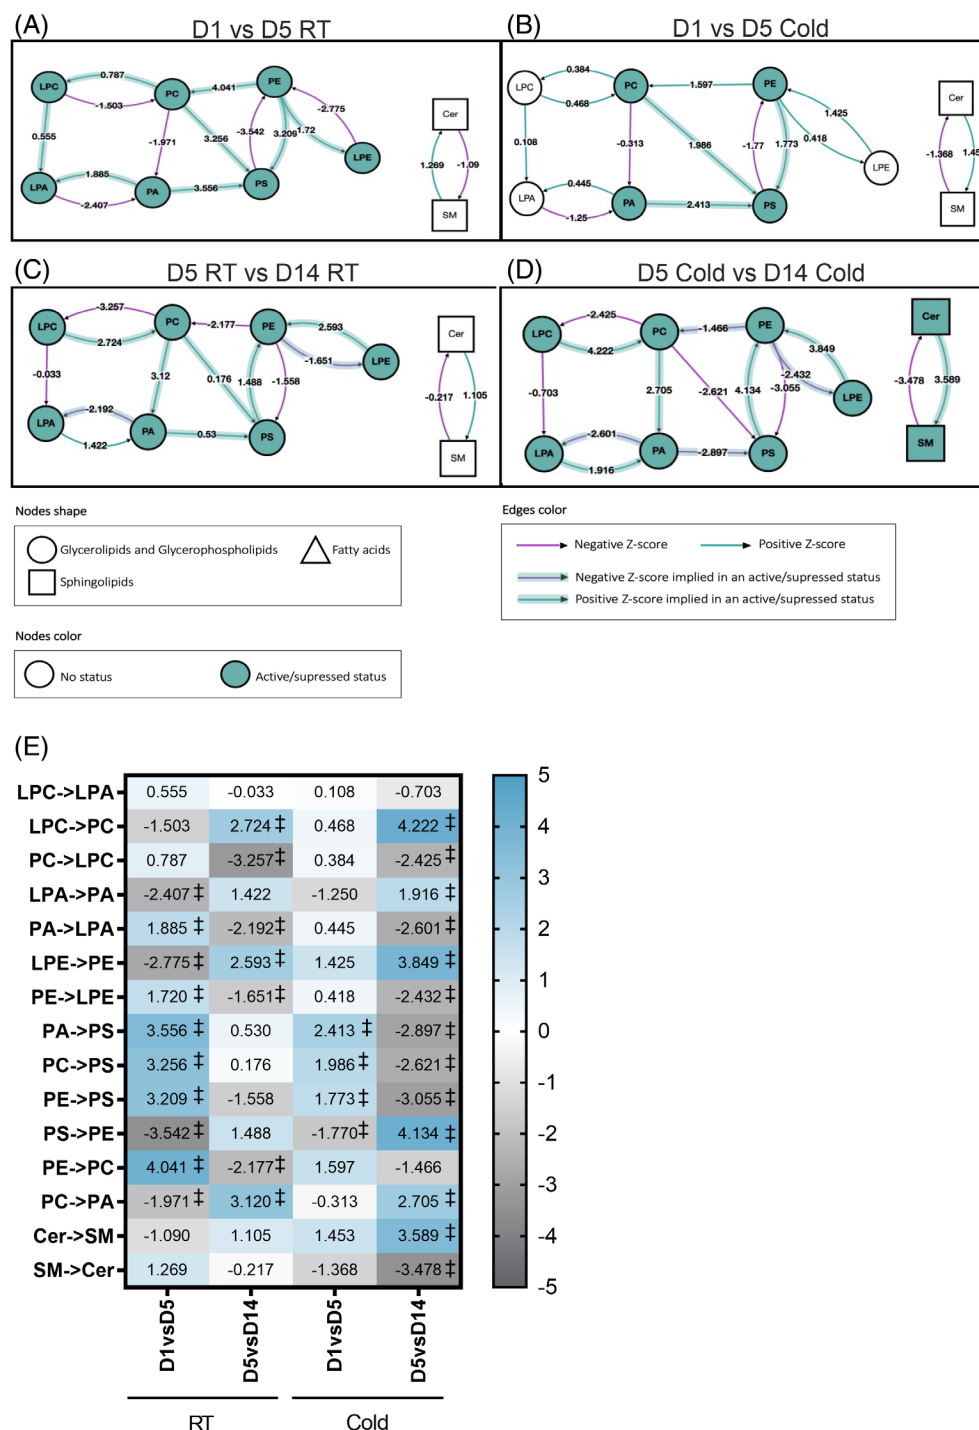 (A)
D1 vs D5 RT
LPC
0.787
PC
4.041
PE
-1.503
-2.775
0.555
-1.971
3.256
-3.542
3.209
1.72
LPE
LPA
1.885
PA
3.556
PS
-2.407
Cer
1.269
-1.09
SM
(B)
D1 vs D5 Cold
LPC
0.384
PC
1.597
PE
0.468
1.425
0.108
-0.313
1.986
-1.77
1.773
0.418
LPE
LPA
0.445
PA
2.413
PS
-1.25
Cer
-1.368
1.45
SM
(C)
D5 RT vs D14 RT
LPC
-3.257
PC
-2.177
PE
2.593
2.724
-1.651
LPE
-0.033
3.12
0.176
1.488
-1.558
LPA
-2.192
PA
0.53
PS
1.422
Cer
-0.217
1.105
SM
(D)
D5 Cold vs D14 Cold
LPC
-2.425
PC
-1.466
PE
3.849
4.222
-2.432
LPE
-0.703
2.705
-2.621
4.134
-3.055
LPA
-2.601
PA
-2.897
PS
1.916
Cer
-3.478
3.589
SM
Nodes shape
Glycerolipids and Glycerophospholipids
Fatty acids
Sphingolipids
Nodes color
No status
Active/supressed status
Edges color
Negative Z-score
Positive Z-score
Negative Z-score implied in an active/supressed status
Positive Z-score implied in an active/supressed status
(E)
LPC->LPA 0.555 -0.033 0.108 -0.703
LPC->PC -1.503 2.724 ‡ 0.468 4.222 ‡
PC->LPC 0.787 -3.257 ‡ 0.384 -2.425 ‡
LPA->PA -2.407 ‡ 1.422 -1.250 1.916 ‡
PA->LPA 1.885 ‡ -2.192 ‡ 0.445 -2.601 ‡
LPE->PE -2.775 ‡ 2.593 ‡ 1.425 3.849 ‡
PE->LPE 1.720 ‡ -1.651 ‡ 0.418 -2.432 ‡
PA->PS 3.556 ‡ 0.530 2.413 ‡ -2.897 ‡
PC->PS 3.256 ‡ 0.176 1.986 ‡ -2.621 ‡
PE->PS 3.209 ‡ -1.558 1.773 ‡ -3.055 ‡
PS->PE -3.542 ‡ 1.488 -1.770 ‡ 4.134 ‡
PE->PC 4.041 ‡ -2.177 ‡ 1.597 -1.466
PC->PA -1.971 ‡ 3.120 ‡ -0.313 2.705 ‡
Cer->SM -1.090 1.105 1.453 3.589 ‡
SM->Cer 1.269 -0.217 -1.368 -3.478 ‡
D1vsD5
D5vsD14
D1vsD5
D5vsD14
RT
Cold
5
4
3
2
1
0
-1
-2
-3
-4
-5